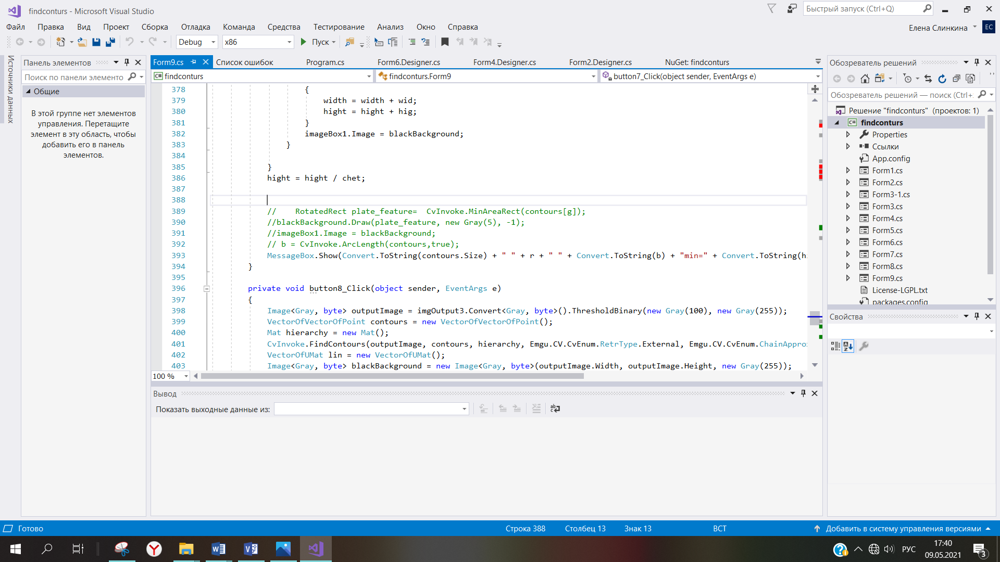 findconturs - Microsoft Visual Studio
Быстрый запуск (Ctrl+Q)
Файл Правка Вид Проект Сборка Отладка Команда Средства Тестирование Анализ Окно Справка
Елена Слинкина ЕС
Debug x86 Пуск
Источники данных
Панель элементов
Поиск по панели элементо
Общие
В этой группе нет элементов
управления. Перетащите
элемент в эту область, чтобы
добавить его в панель
элементов.
Form9.cs Список ошибок Program.cs Form6.Designer.cs Form4.Designer.cs Form2.Designer.cs NuGet: findconturs
C# findconturs findconturs.Form9 button7_Click(object sender, EventArgs e)
378 {
379 width = width + wid;
380 hight = hight + hig;
381 }
382 imageBox1.Image = blackBackground;
383 }
384
385 }
386 hight = hight / chet;
387
388
389 //    RotatedRect plate_feature=  CvInvoke.MinAreaRect(contours[g]);
390 //blackBackground.Draw(plate_feature, new Gray(5), -1);
391 //imageBox1.Image = blackBackground;
392 // b = CvInvoke.ArcLength(contours,true);
393 MessageBox.Show(Convert.ToString(contours.Size) + " " + r + " " + Convert.ToString(b) + "min=" + Convert.ToString(hi
394 }
395
396 private void button8_Click(object sender, EventArgs e)
397 {
398 Image<Gray, byte> outputImage = imgOutput3.Convert<Gray, byte>().ThresholdBinary(new Gray(100), new Gray(255));
399 VectorOfVectorOfPoint contours = new VectorOfVectorOfPoint();
400 Mat hierarchy = new Mat();
401 CvInvoke.FindContours(outputImage, contours, hierarchy, Emgu.CV.CvEnum.RetrType.External, Emgu.CV.CvEnum.ChainApprox
402 VectorOfUMat lin = new VectorOfUMat();
403 Image<Gray, byte> blackBackground = new Image<Gray, byte>(outputImage.Width, outputImage.Height, new Gray(255));
100 %
Вывод
Показать выходные данные из:
Обозреватель решений
Обозреватель решений — поиск (Ctrl+
Решение "findconturs" (проектов: 1)
C# findconturs
Properties
Ссылки
App.config
Form1.cs
Form2.cs
Form3-1.cs
Form3.cs
Form4.cs
Form5.cs
Form6.cs
Form7.cs
Form8.cs
Form9.cs
License-LGPL.txt
packages.config
Свойства
Готово Строка 388 Столбец 13 Знак 13 ВСТ Добавить в систему управления версиями
РУС
17:40
09.05.2021
3